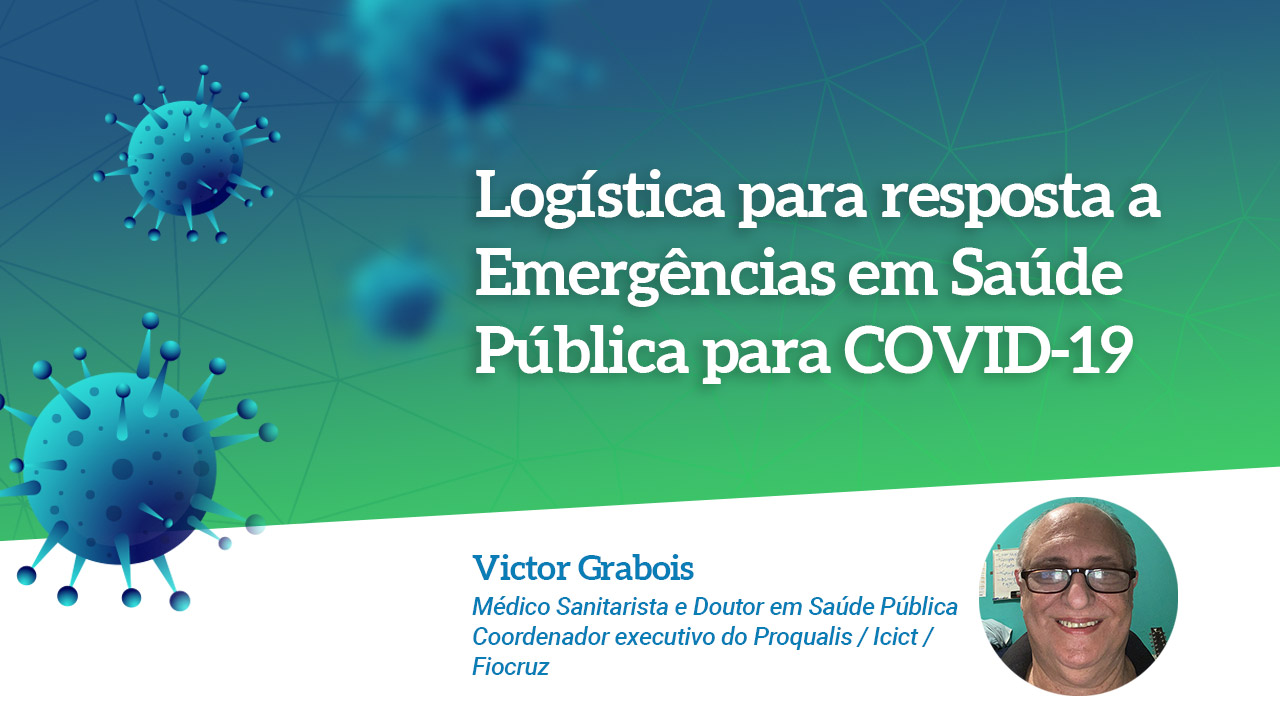 Logística para resposta a
Emergências em Saúde
Pública para COVID-19
Victor Grabois
Médico Sanitarista e Doutor em Saúde Pública
Coordenador executivo do Proqualis / Icict /
Fiocruz